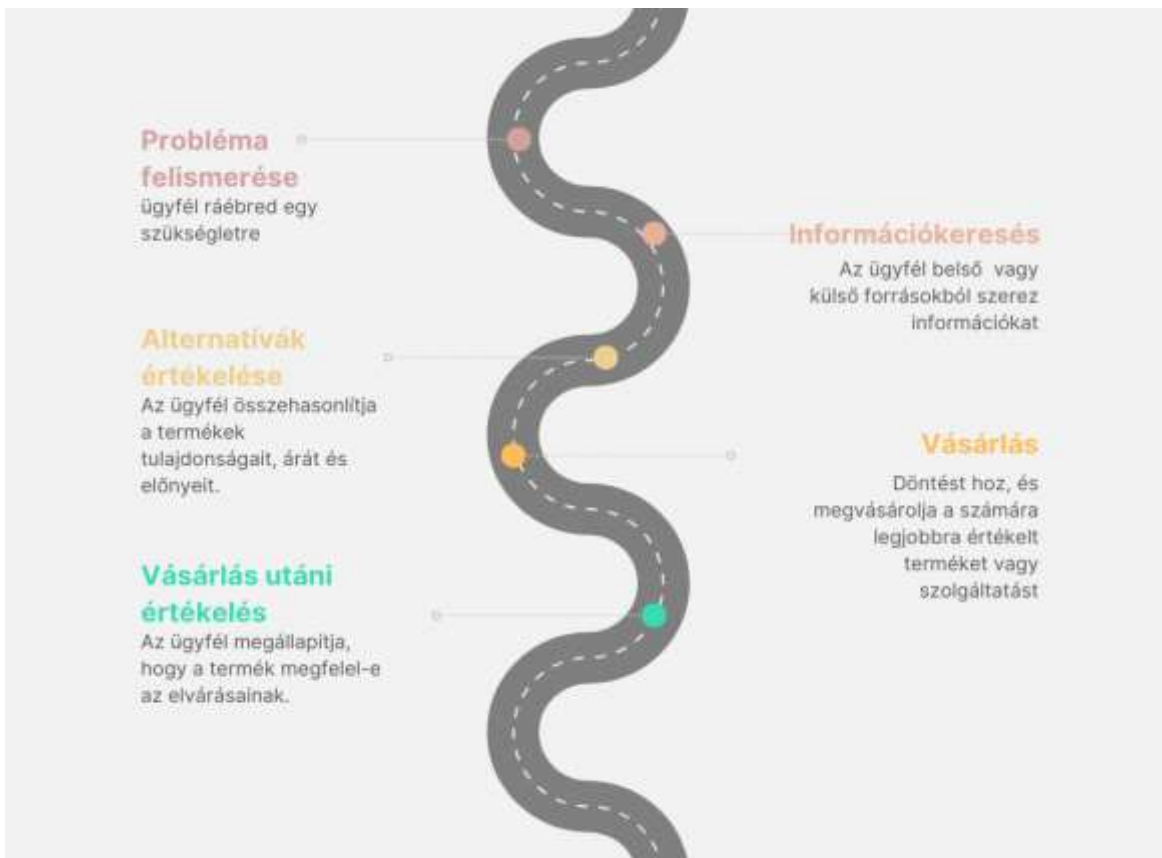 Probléma
felismerése
ügyfél ráébred egy
szükségletre
Információkeresés
Az ügyfél belső vagy
külső forrásokból szerez
információkat
Alternatívák
értékelése
Az ügyfél összehasonlítja
a termékek
tulajdonságait, árát és
előnyeit.
Vásárlás
Döntést hoz, és
megvásárolja a számára
legjobbra értékelt
terméket vagy
szolgáltatást
Vásárlás utáni
értékelés
Az ügyfél megállapítja,
hogy a termék megfelel-e
az elvárásainak.